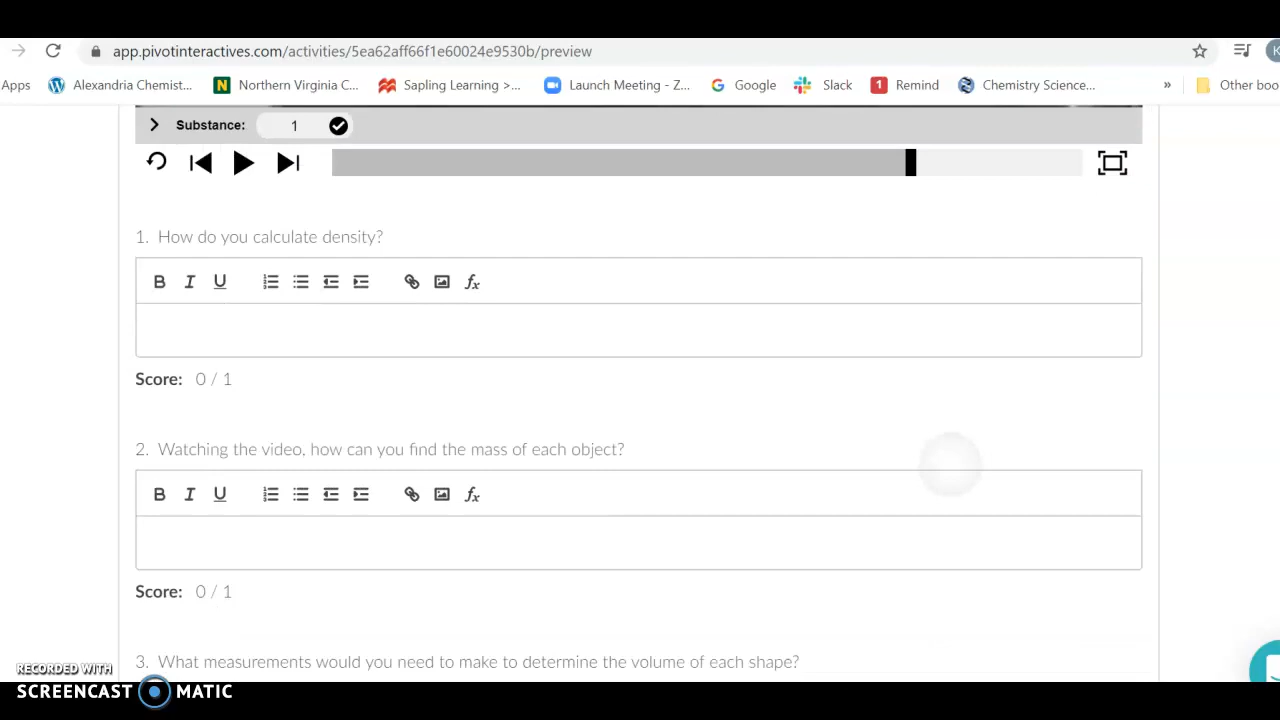 app.pivotinteractives.com/activities/5ea62aff66f1e60024e9530b/preview
Apps Alexandria Chemist... Northern Virginia C... Sapling Learning >... Launch Meeting - Z... Google Slack 1 Remind Chemistry Science... » Other boo
Substance: 1
1. How do you calculate density?
B I U fx
Score: 0 / 1
2. Watching the video, how can you find the mass of each object?
B I U fx
Score: 0 / 1
3. What measurements would you need to make to determine the volume of each shape?
RECORDED WITH
SCREENCAST MATIC